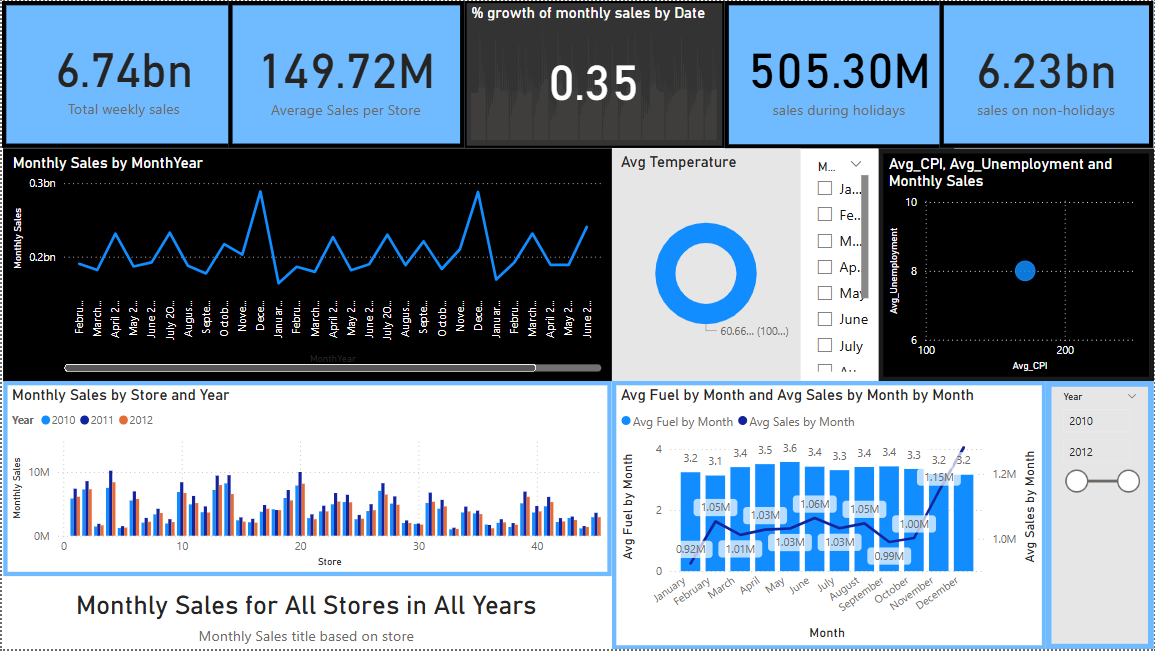 6.74bn
Total weekly sales
149.72M
Average Sales per Store
% growth of monthly sales by Date
0.35
505.30M
sales during holidays
6.23bn
sales on non-holidays
Monthly Sales by MonthYear
0.3bn
0.2bn
Monthly Sales
Febru...
March...
April 2...
May 2...
June 2...
July 20...
Augus...
Septe...
Octob...
Nove...
Dece...
Januar...
Febru...
March...
April 2...
May 2...
June 2...
July 20...
Augus...
Septe...
Octob...
Nove...
Dece...
Januar...
Febru...
March...
April 2...
May 2...
June 2...
MonthYear
Avg Temperature
60.66... (100...)
M...
Ja...
Fe...
M...
Ap...
May
June
July
Avg_CPI, Avg_Unemployment and
Monthly Sales
10
8
6
Avg_Unemployment
100
200
Avg_CPI
Monthly Sales by Store and Year
Year 2010 2011 2012
10M
0M
Monthly Sales
0
10
20
30
40
Store
Monthly Sales for All Stores in All Years
Monthly Sales title based on store
Avg Fuel by Month and Avg Sales by Month by Month
Avg Fuel by Month Avg Sales by Month
4
2
0
Avg Fuel by Month
3.2
3.1
3.4
3.5
3.6
3.4
3.3
3.4
3.4
3.3
3.2
3.2
0.92M
1.05M
1.01M
1.03M
1.03M
1.06M
1.03M
1.05M
0.99M
1.00M
1.15M
1.2M
1.0M
Avg Sales by Month
January
February
March
April
May
June
July
August
September
October
November
December
Month
Year
2010
2012